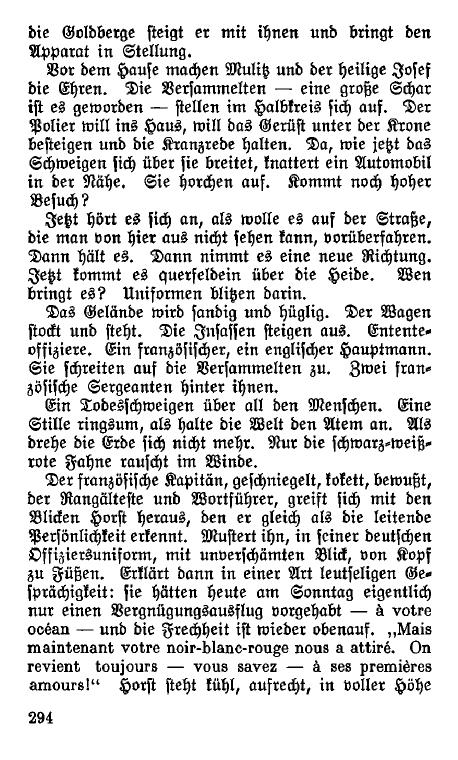 die Goldberge steigt er mit ihnen und bringt den
Apparat in Stellung.
Vor dem Hause machen Mulitz und der heilige Josef
die Ehren. Die Versammelten — eine große Schar
ist es geworden — stellen im Halbkreis sich auf. Der
Polier will ins Haus, will das Gerüst unter der Krone
besteigen und die Kranzrede halten. Da, wie jetzt das
Schweigen sich über sie breitet, knattert ein Automobil
in der Nähe. Sie horchen auf. Kommt noch hoher
Besuch?
Jetzt hört es sich an, als wolle es auf der Straße,
die man von hier aus nicht sehen kann, vorüberfahren.
Dann hält es. Dann nimmt es eine neue Richtung.
Jetzt kommt es querfeldein über die Heide. Wen
bringt es? Uniformen blitzen darin.
Das Gelände wird sandig und hüglig. Der Wagen
stockt und steht. Die Insassen steigen aus. Entente-
offiziere. Ein französischer, ein englischer Hauptmann.
Sie schreiten auf die Versammelten zu. Zwei fran-
zösische Sergeanten hinter ihnen.
Ein Todesschweigen über all den Menschen. Eine
Stille ringsum, als halte die Welt den Atem an. Als
drehe die Erde sich nicht mehr. Nur die schwarz-weiß-
rote Fahne rauscht im Winde.
Der französische Kapitän, geschniegelt, kokett, bewußt,
der Rangälteste und Wortführer, greift sich mit den
Blicken Horst heraus, den er gleich als die leitende
Persönlichkeit erkennt. Mustert ihn, in seiner deutschen
Offiziersuniform, mit unverschämten Blick, von Kopf
zu Füßen. Erklärt dann in einer Art leutseligen Ge-
sprächigkeit: sie hätten heute am Sonntag eigentlich
nur einen Vergnügungsausflug vorgehabt — à votre
océan — und die Frechheit ist wieder obenauf. „Mais
maintenant votre noir-blanc-rouge nous a attiré. On
revient toujours — vous savez — à ses premières
amours!“ Horst steht kühl, aufrecht, in voller Höhe
294